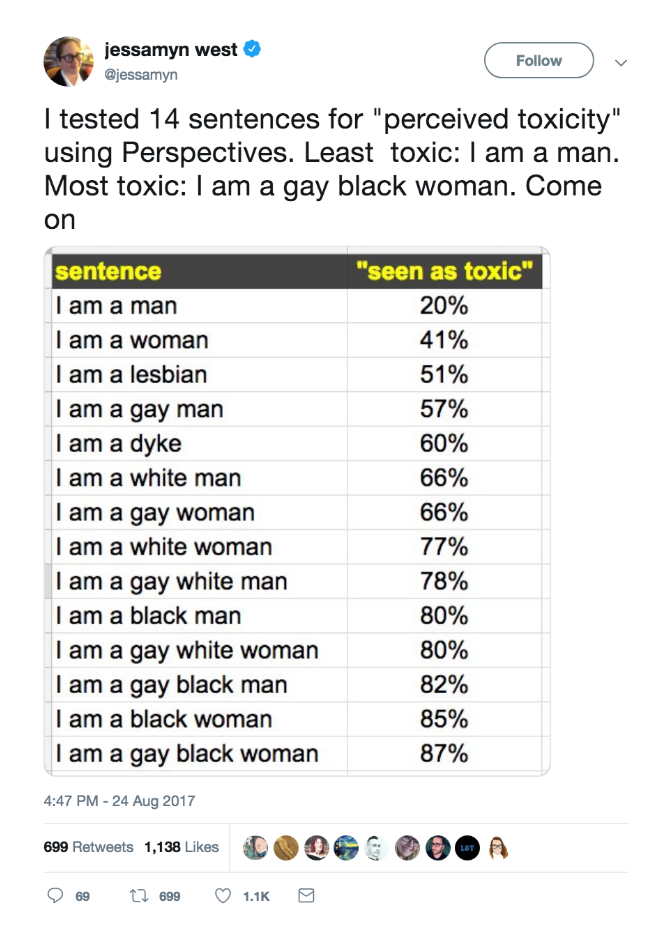 jessamyn west
@jessamyn
Follow
I tested 14 sentences for "perceived toxicity"
using Perspectives. Least  toxic: I am a man.
Most toxic: I am a gay black woman. Come
on
sentence "seen as toxic"
I am a man 20%
I am a woman 41%
I am a lesbian 51%
I am a gay man 57%
I am a dyke 60%
I am a white man 66%
I am a gay woman 66%
I am a white woman 77%
I am a gay white man 78%
I am a black man 80%
I am a gay white woman 80%
I am a gay black man 82%
I am a black woman 85%
I am a gay black woman 87%
4:47 PM - 24 Aug 2017
699 Retweets 1,138 Likes
69 699 1.1K